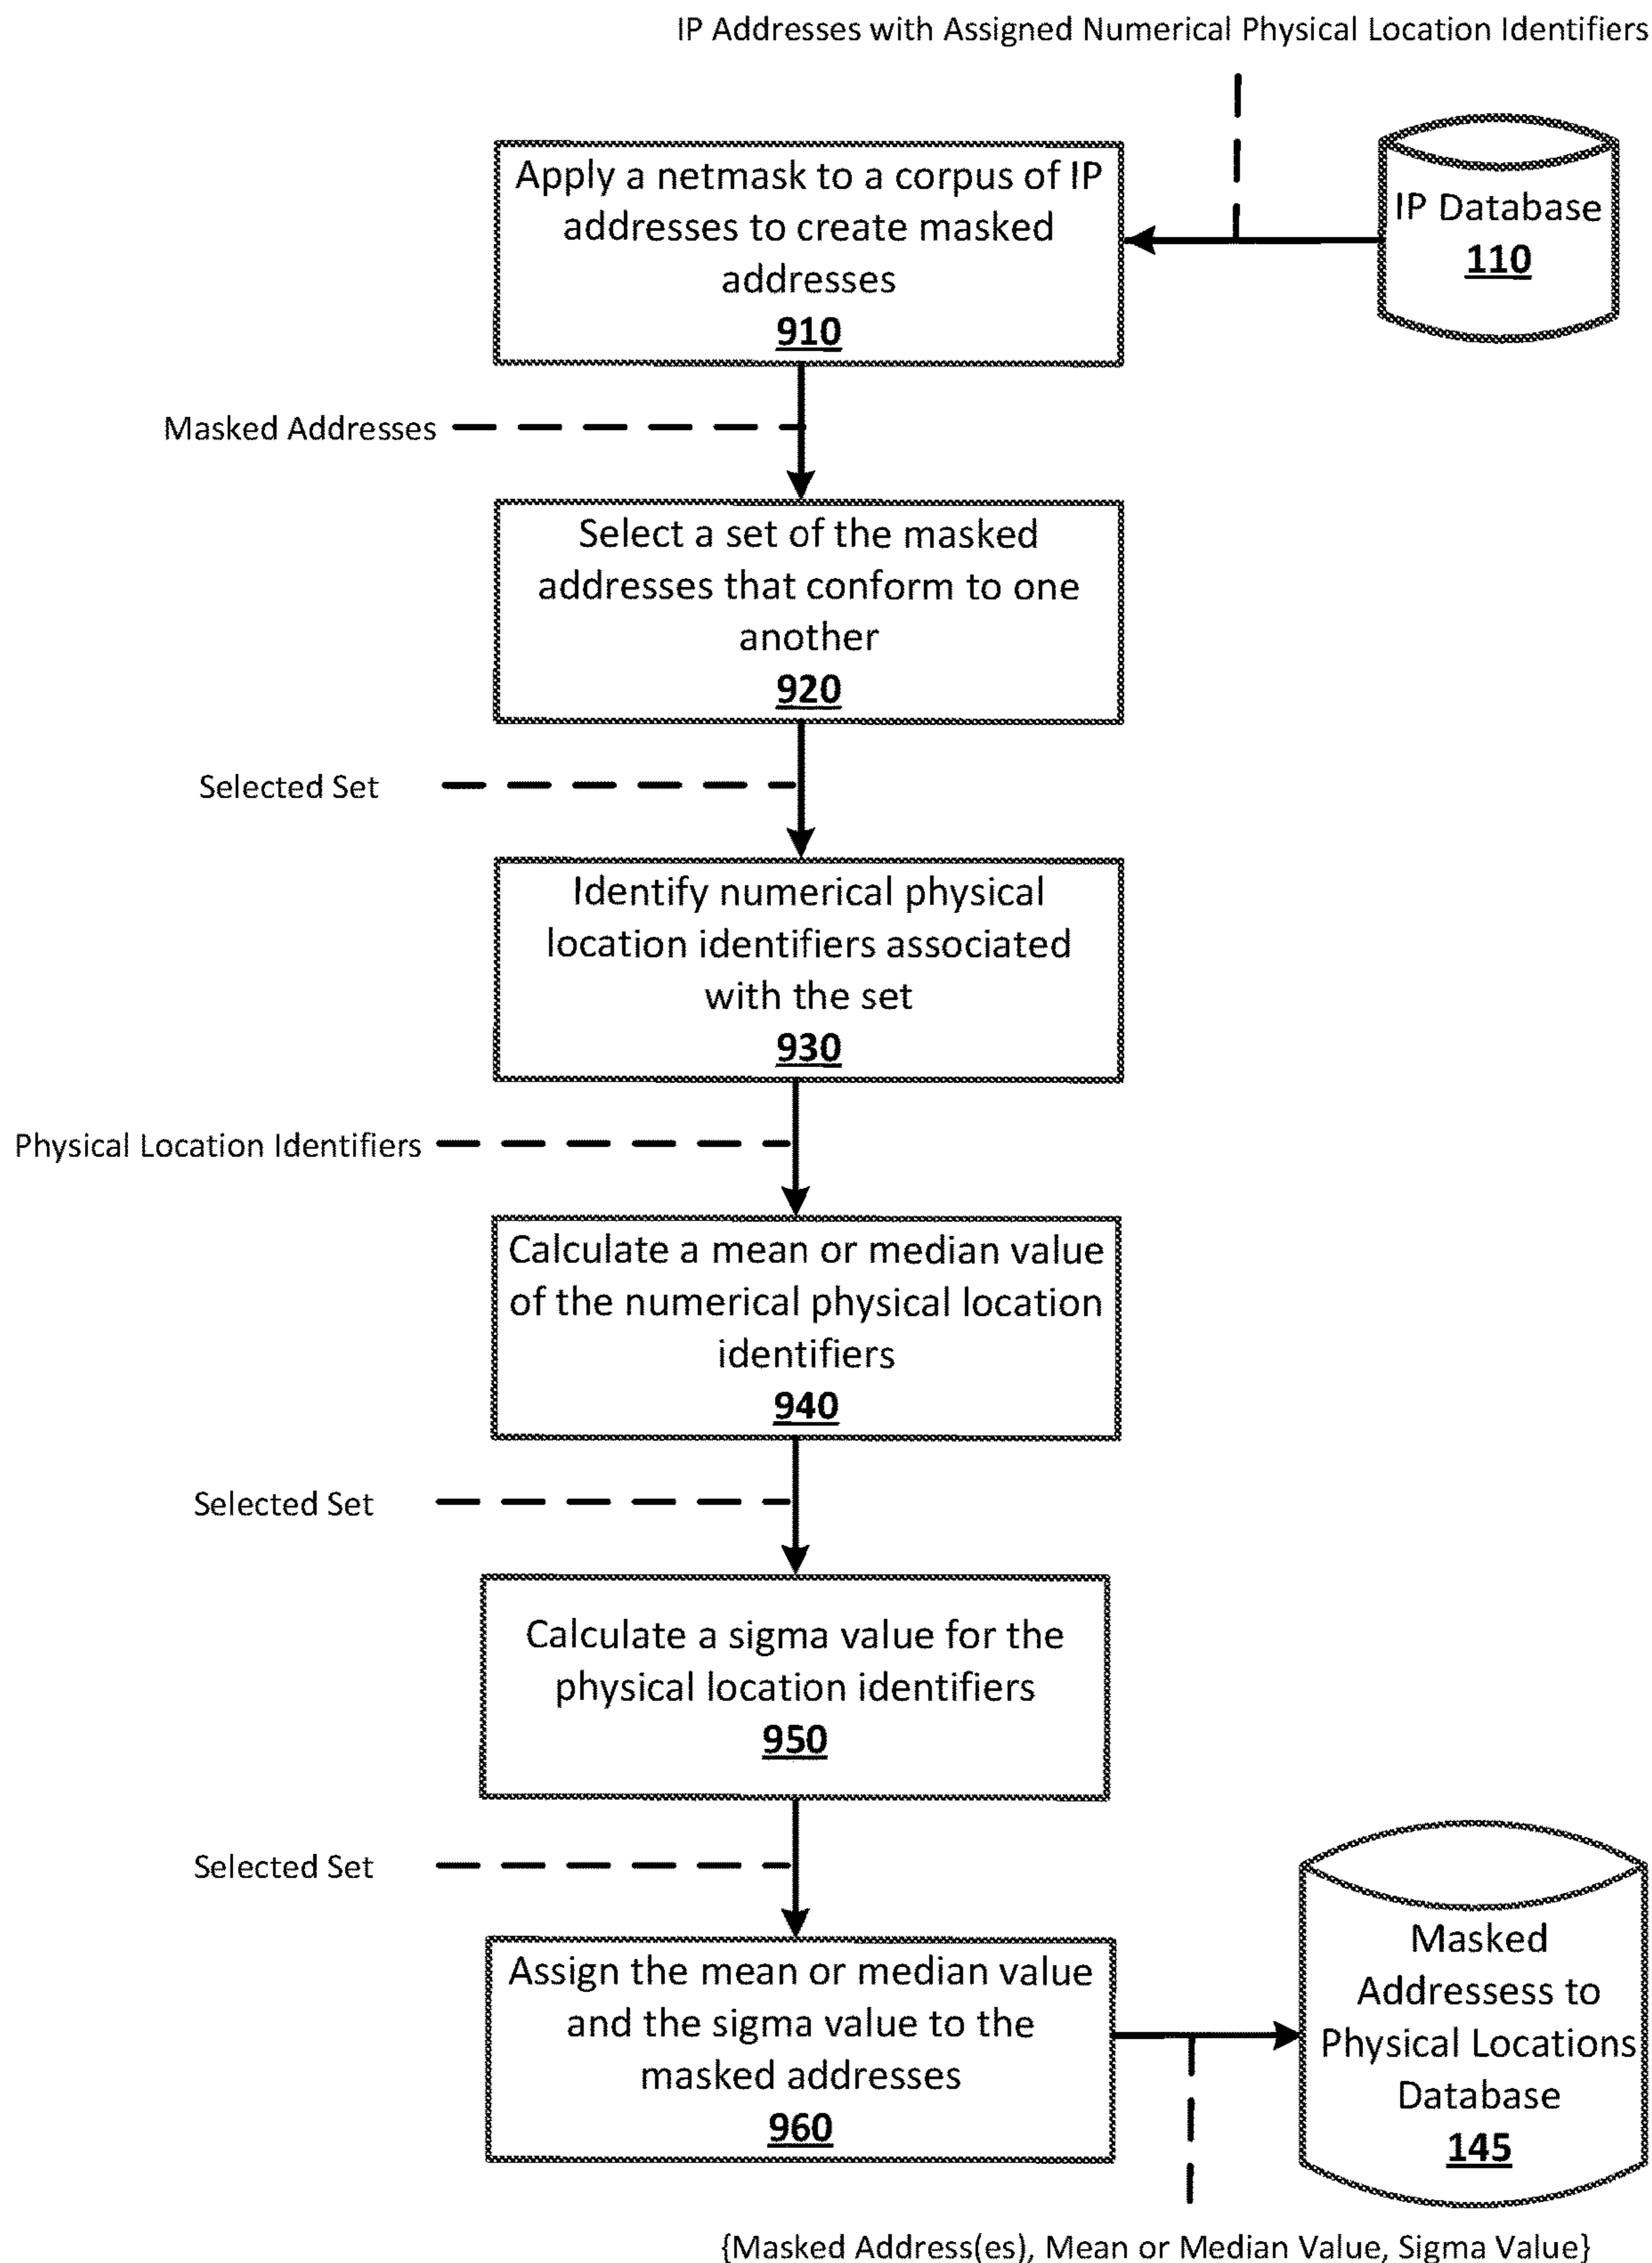 IP Addresses with Assigned Numerical Physical Location Identifiers
Apply a netmask to a corpus of IP
addresses to create masked
addresses
910
IP Database
110
Masked Addresses
Select a set of the masked
addresses that conform to one
another
920
Selected Set
Identify numerical physical
location identifiers associated
with the set
930
Physical Location Identifiers
Calculate a mean or median value
of the numerical physical location
identifiers
940
Selected Set
Calculate a sigma value for the
physical location identifiers
950
Selected Set
Assign the mean or median value
and the sigma value to the
masked addresses
960
Masked
Addressess to
Physical Locations
Database
145
{Masked Address(es), Mean or Median Value, Sigma Value}